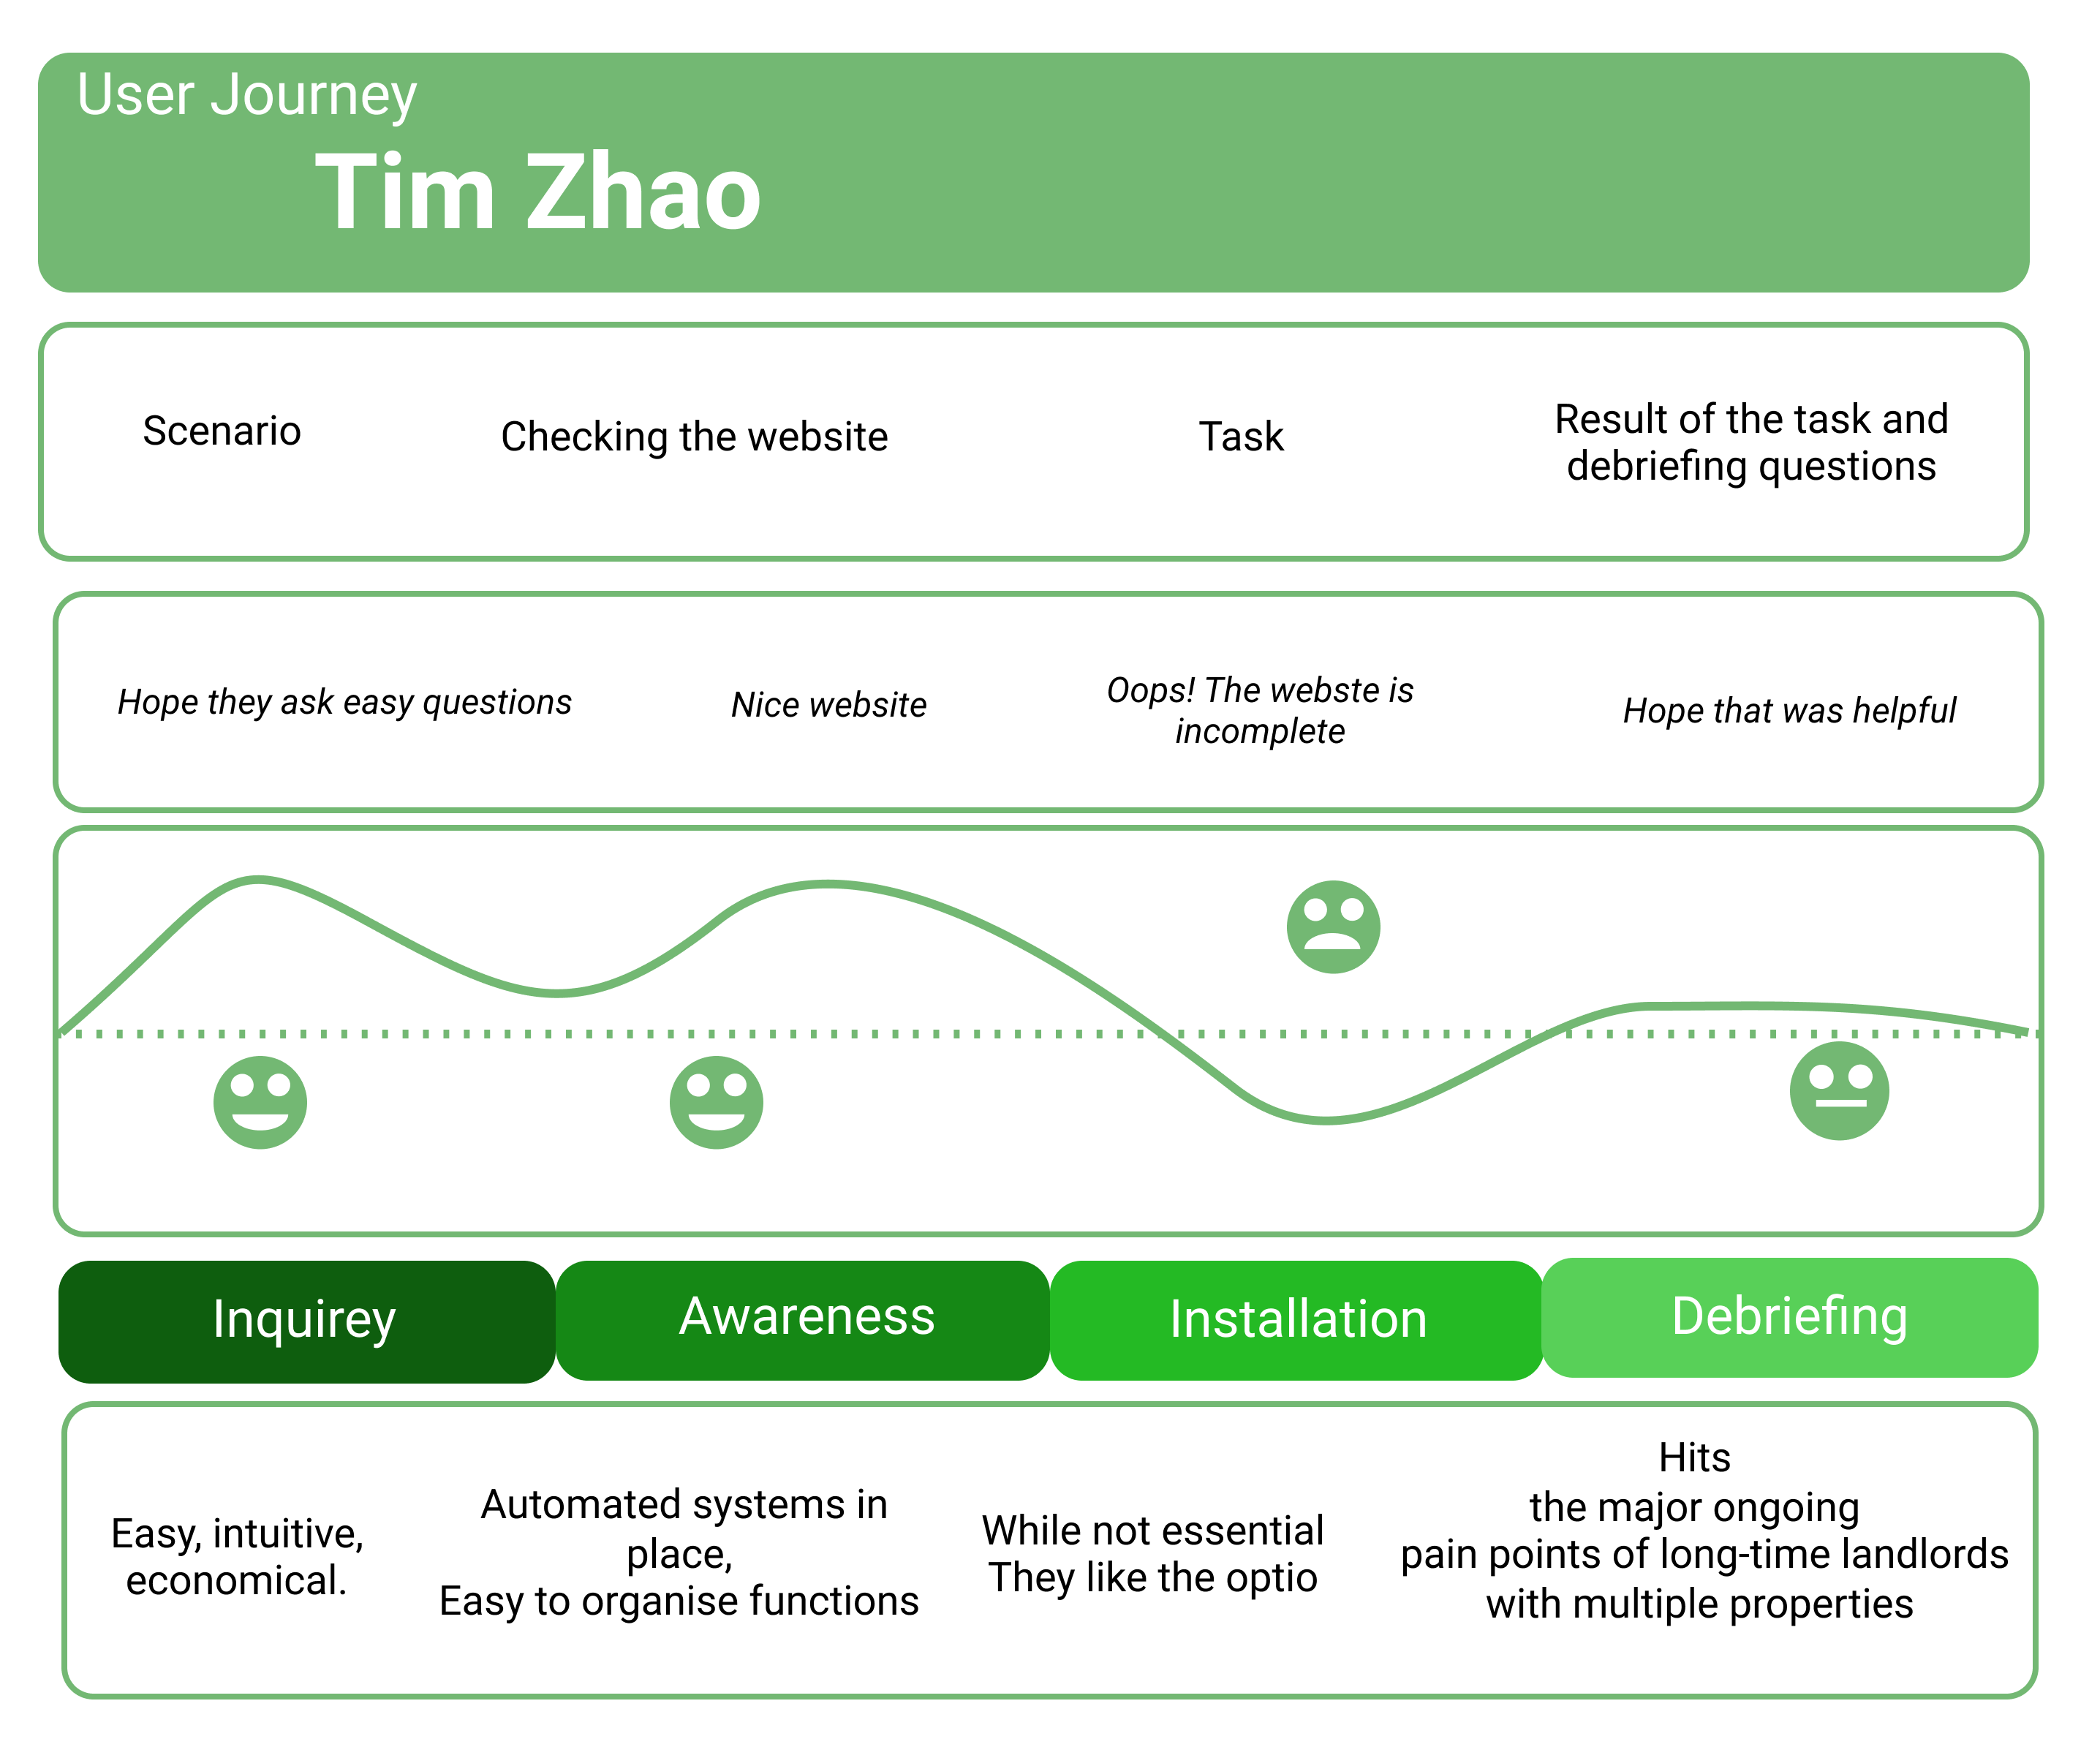 User Journey
Tim Zhao
Scenario
Checking the website
Task
Result of the task and
debriefing questions
Hope they ask easy questions
Nice website
Oops! The webste is
incomplete
Hope that was helpful
Inquirey
Awareness
Installation
Debriefing
Easy, intuitive,
economical.
Automated systems in
place,
Easy to organise functions
While not essential
They like the optio
Hits
the major ongoing
pain points of long-time landlords
with multiple properties